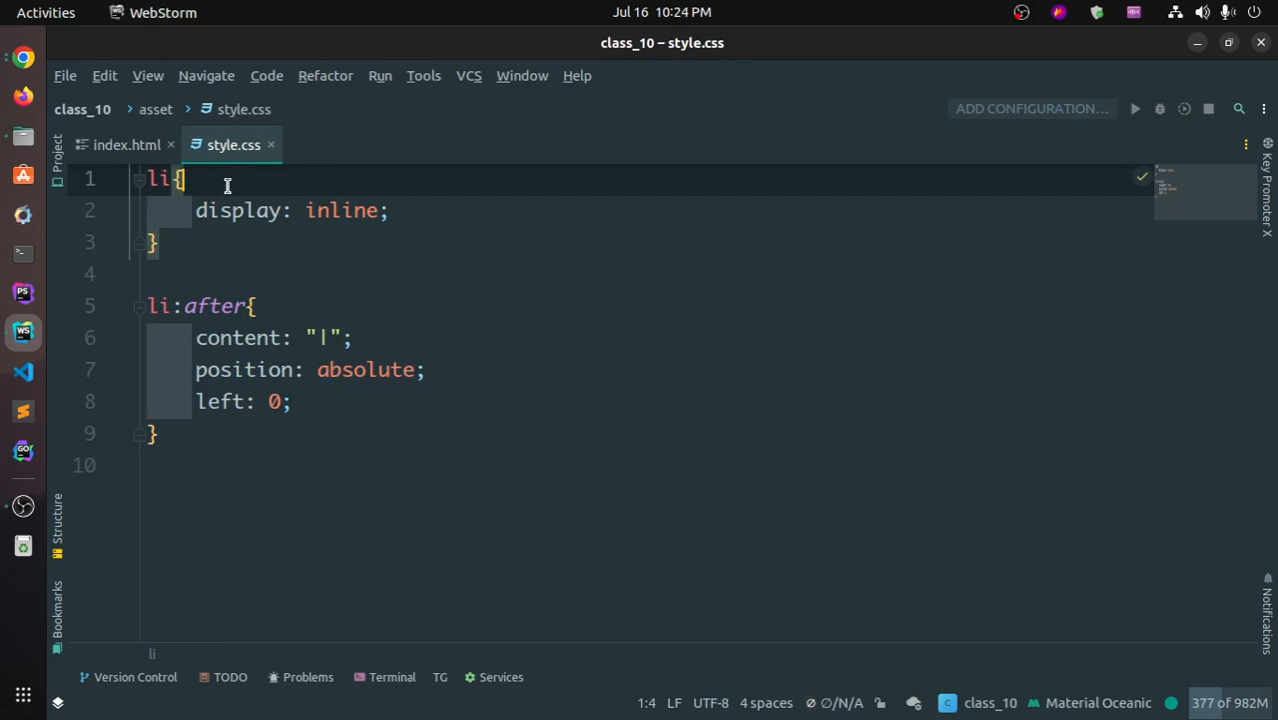 Activities WebStorm Jul 16 10:24 PM
class_10 – style.css
File Edit View Navigate Code Refactor Run Tools VCS Window Help
class_10 > asset > style.css ADD CONFIGURATION...
Project index.html × style.css × Key Promoter X
1 li{
2 display: inline;
3 }
4
5 li:after{
6 content: "|";
7 position: absolute;
8 left: 0;
9 }
10
PS
WS
GO
Structure
Bookmarks
Notifications
li
Version Control TODO Problems Terminal TG Services
1:4 LF UTF-8 4 spaces ∅/N/A C class_10 Material Oceanic 377 of 982M